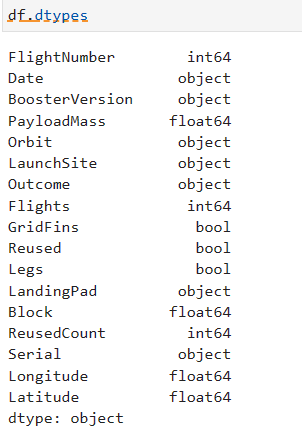 df.dtypes
FlightNumber int64
Date object
BoosterVersion object
PayloadMass float64
Orbit object
LaunchSite object
Outcome object
Flights int64
GridFins bool
Reused bool
Legs bool
LandingPad object
Block float64
ReusedCount int64
Serial object
Longitude float64
Latitude float64
dtype: object